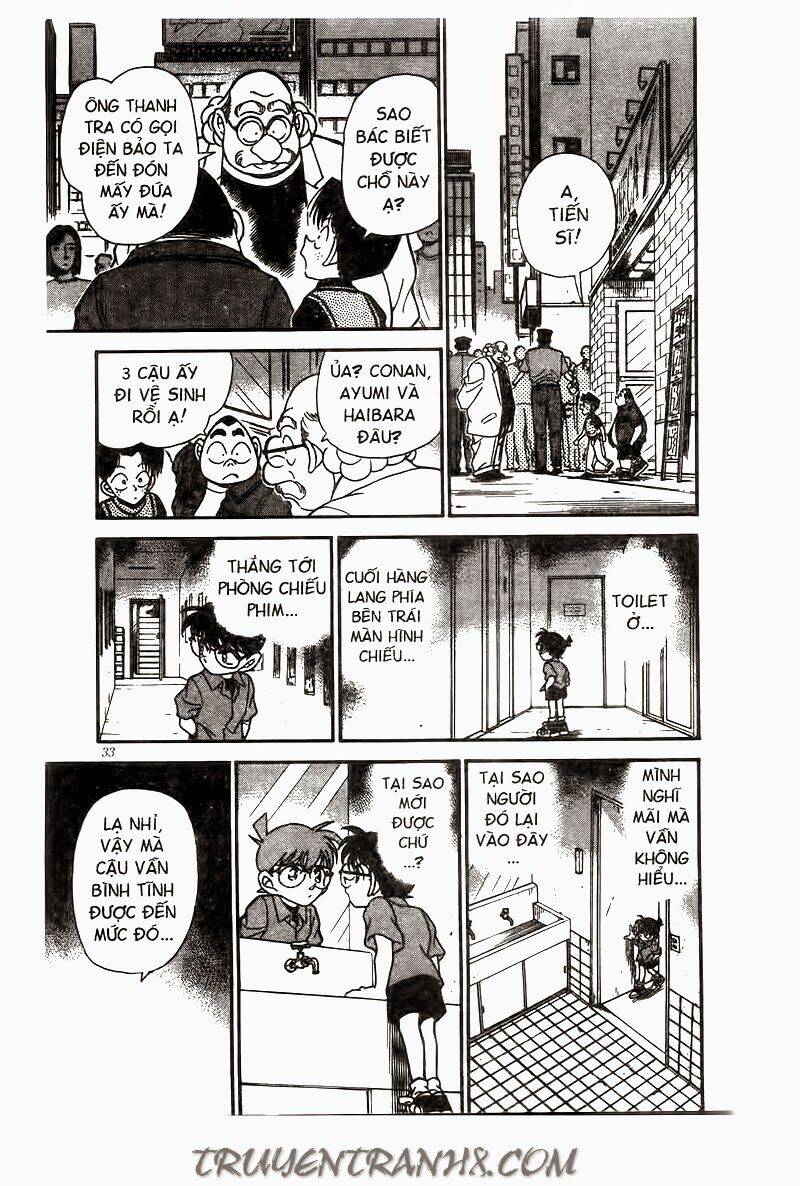 A,
TIẾN
SĨ!
SAO
BÁC BIẾT
ĐƯỢC
CHỖ NÀY
Ạ?
ÔNG THANH
TRA CÓ GỌI
ĐIỆN BẢO TA
ĐẾN ĐÓN
MẤY ĐỨA
ẤY MÀ!
ỦA? CONAN,
AYUMI VÀ
HAIBARA
ĐÂU?
3 CẬU ẤY
ĐI VỆ SINH
RỒI Ạ!
TOILET
Ở...
CUỐI HÀNG
LANG PHÍA
BÊN TRÁI
MÀN HÌNH
CHIẾU...
THẲNG TỚI
PHÒNG CHIẾU
PHIM...
33
MÌNH
NGHĨ
MÃI MÀ
VẪN
KHÔNG
HIỂU...
TẠI SAO
NGƯỜI
ĐÓ LẠI
VÀO ĐÂY
...
TẠI SAO
MỚI
ĐƯỢC
CHỨ
...?
LẠ NHỈ,
VẬY MÀ
CẬU VẪN
BÌNH TĨNH
ĐƯỢC ĐẾN
MỨC ĐÓ...
TRUYENTRANH8.COM